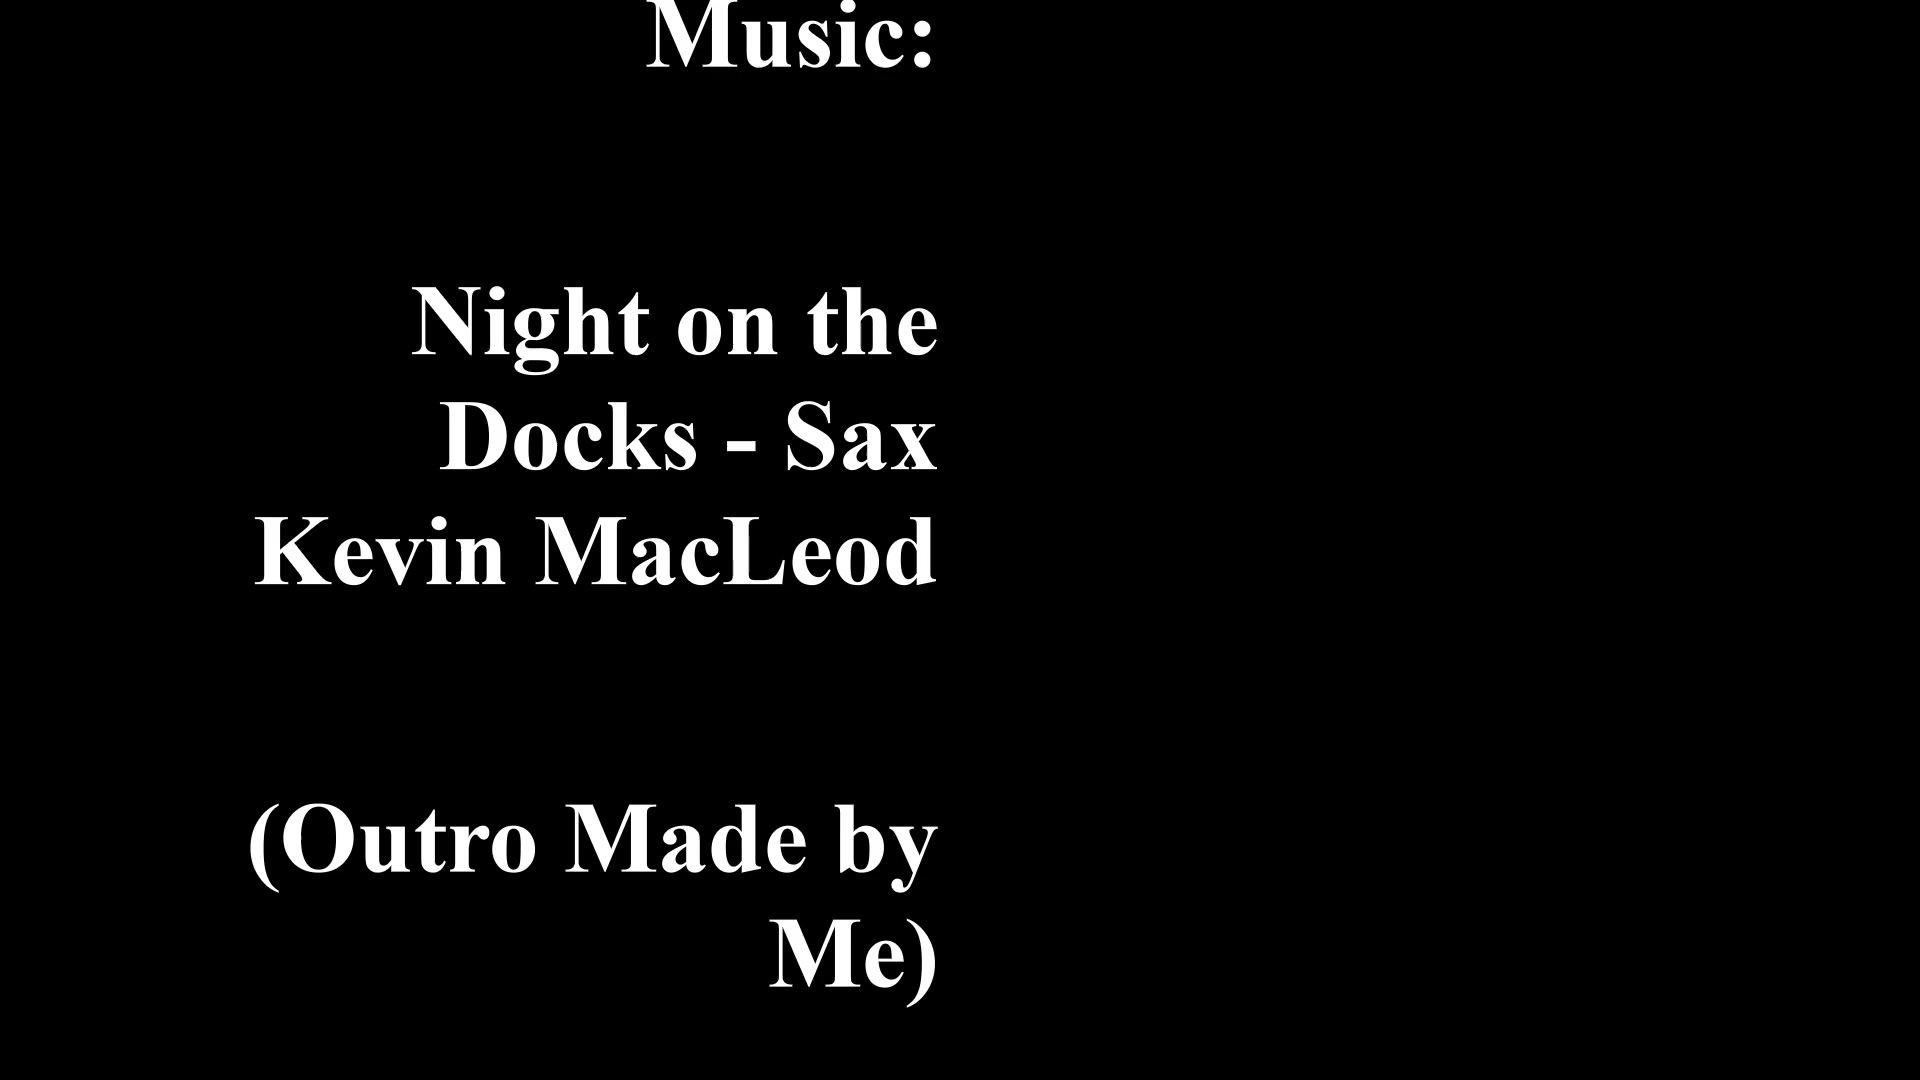 Music:
Night on the
Docks - Sax
Kevin MacLeod
(Outro Made by
Me)